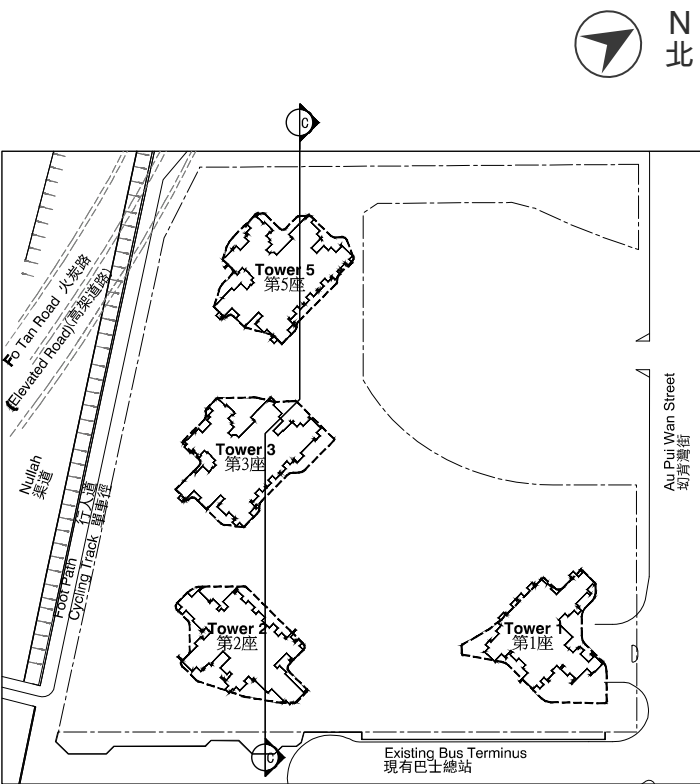 N
北
C
Tower 5
第5座
Fo Tan Road 火炭路
(Elevated Road)(高架道路)
Tower 3
第3座
Au Pui Wan Street
坳背灣街
Nullah
渠道
Foot Path 行人道
Cycling Track 單車徑
Tower 2
第2座
Tower 1
第1座
C
Existing Bus Terminus
現有巴士總站